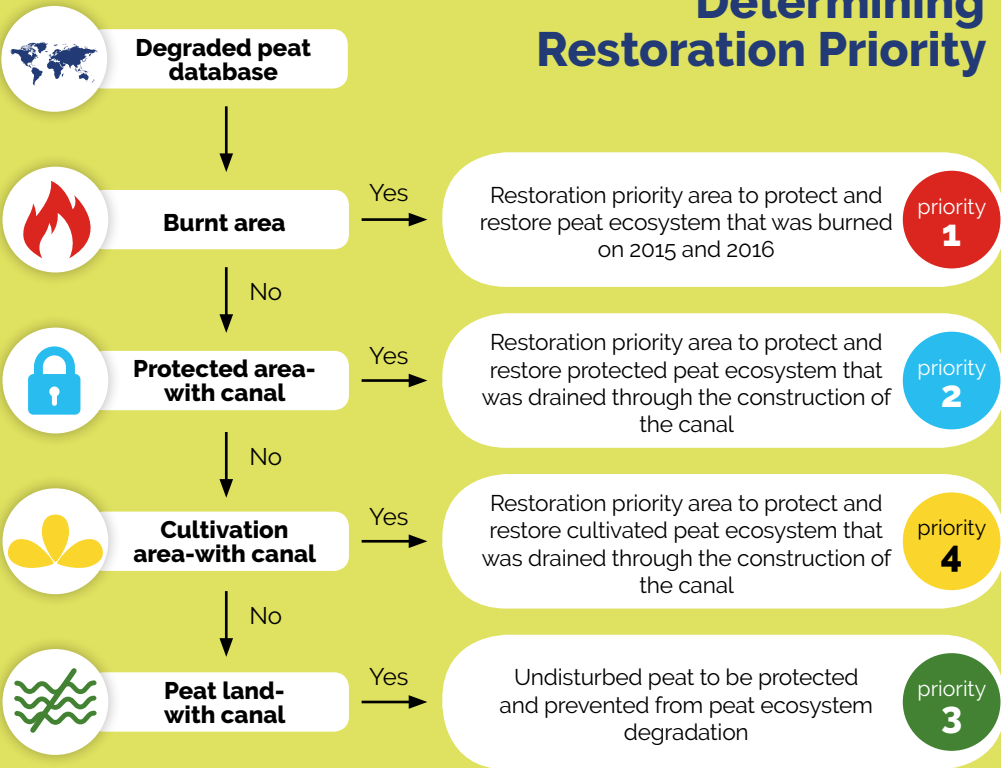 Determining
Restoration Priority
Degraded peat
database
Burnt area
Yes
Restoration priority area to protect and
restore peat ecosystem that was burned
on 2015 and 2016
priority
1
No
Protected area-
with canal
Yes
Restoration priority area to protect and
restore protected peat ecosystem that
was drained through the construction of
the canal
priority
2
No
Cultivation
area-with canal
Yes
Restoration priority area to protect and
restore cultivated peat ecosystem that
was drained through the construction of
the canal
priority
4
No
Peat land-
with canal
Yes
Undisturbed peat to be protected
and prevented from peat ecosystem
degradation
priority
3